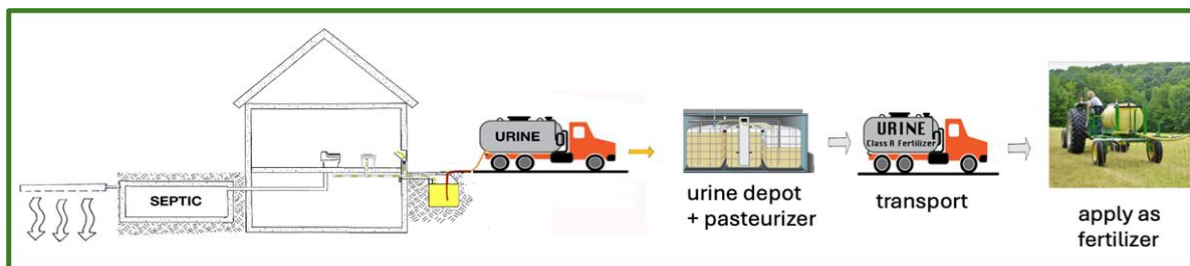 SEPTIC
URINE
urine depot
+ pasteurizer
URINE
Class A Fertilizer
transport
apply as
fertilizer